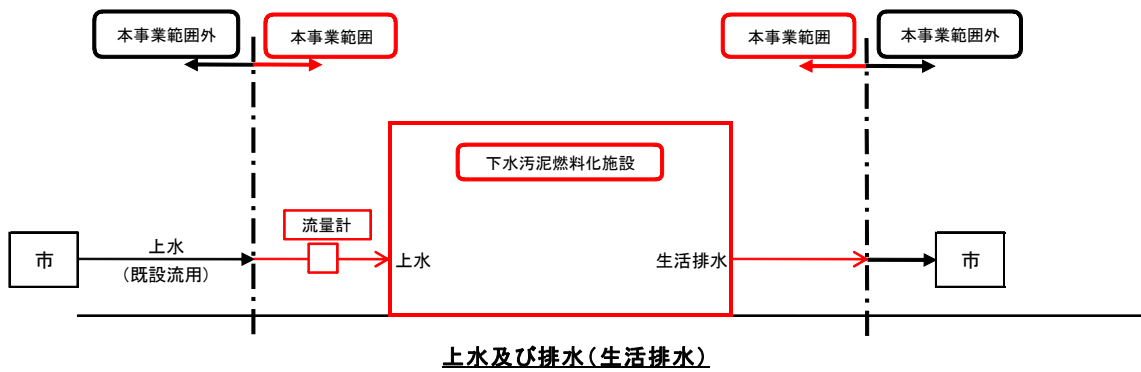 本事業範囲外
本事業範囲
本事業範囲
本事業範囲外
下水汚泥燃料化施設
流量計
市
上水
(既設流用)
上水
生活排水
市
上水及び排水(生活排水)